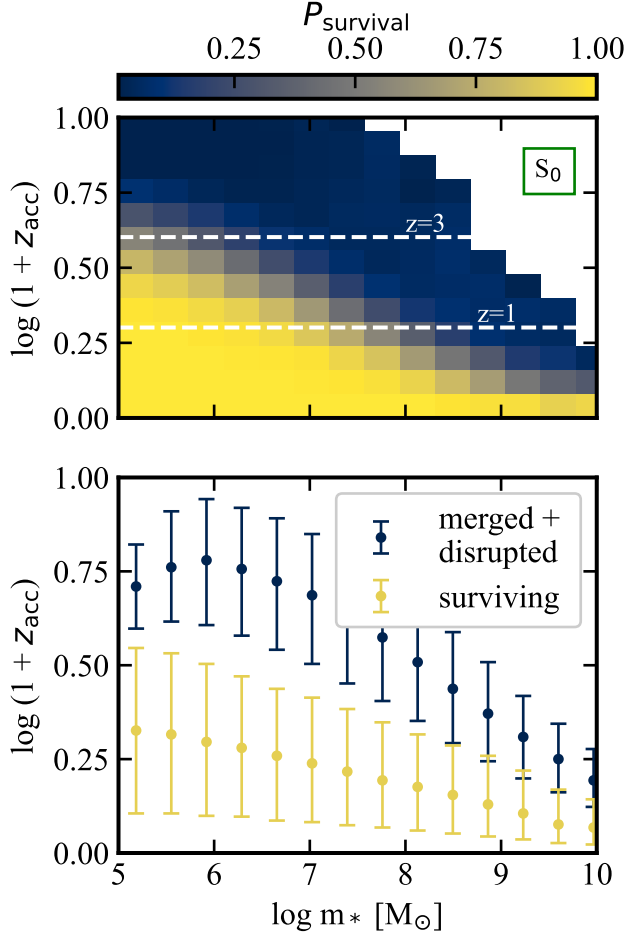 P_survival
0.25 0.50 0.75 1.00
1.00
0.75
0.50
0.25
0.00
log (1 + z_acc)
S_0
z=3
z=1
1.00
0.75
0.50
0.25
0.00
log (1 + z_acc)
merged +
disrupted
surviving
5 6 7 8 9 10
log m_* [M_⊙]